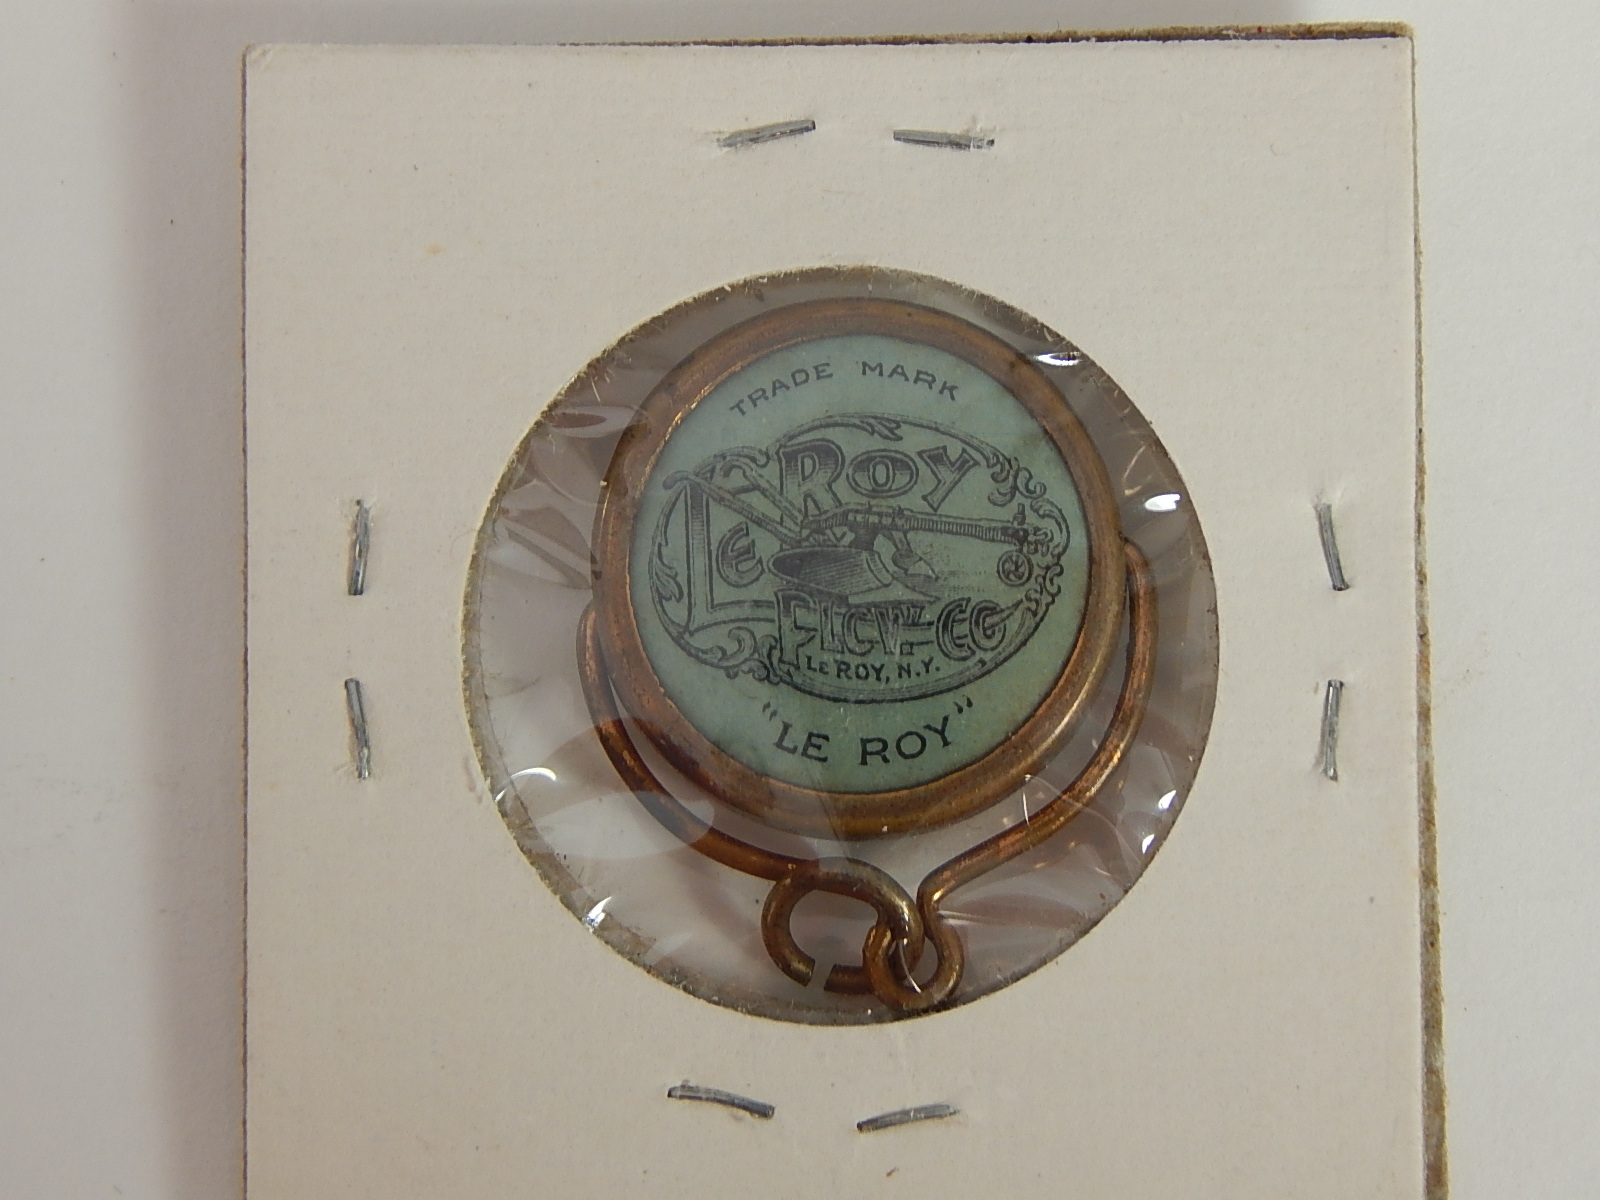 TRADE MARK
LE ROY
PLOW CO
LE ROY, N.Y.
"LE ROY"